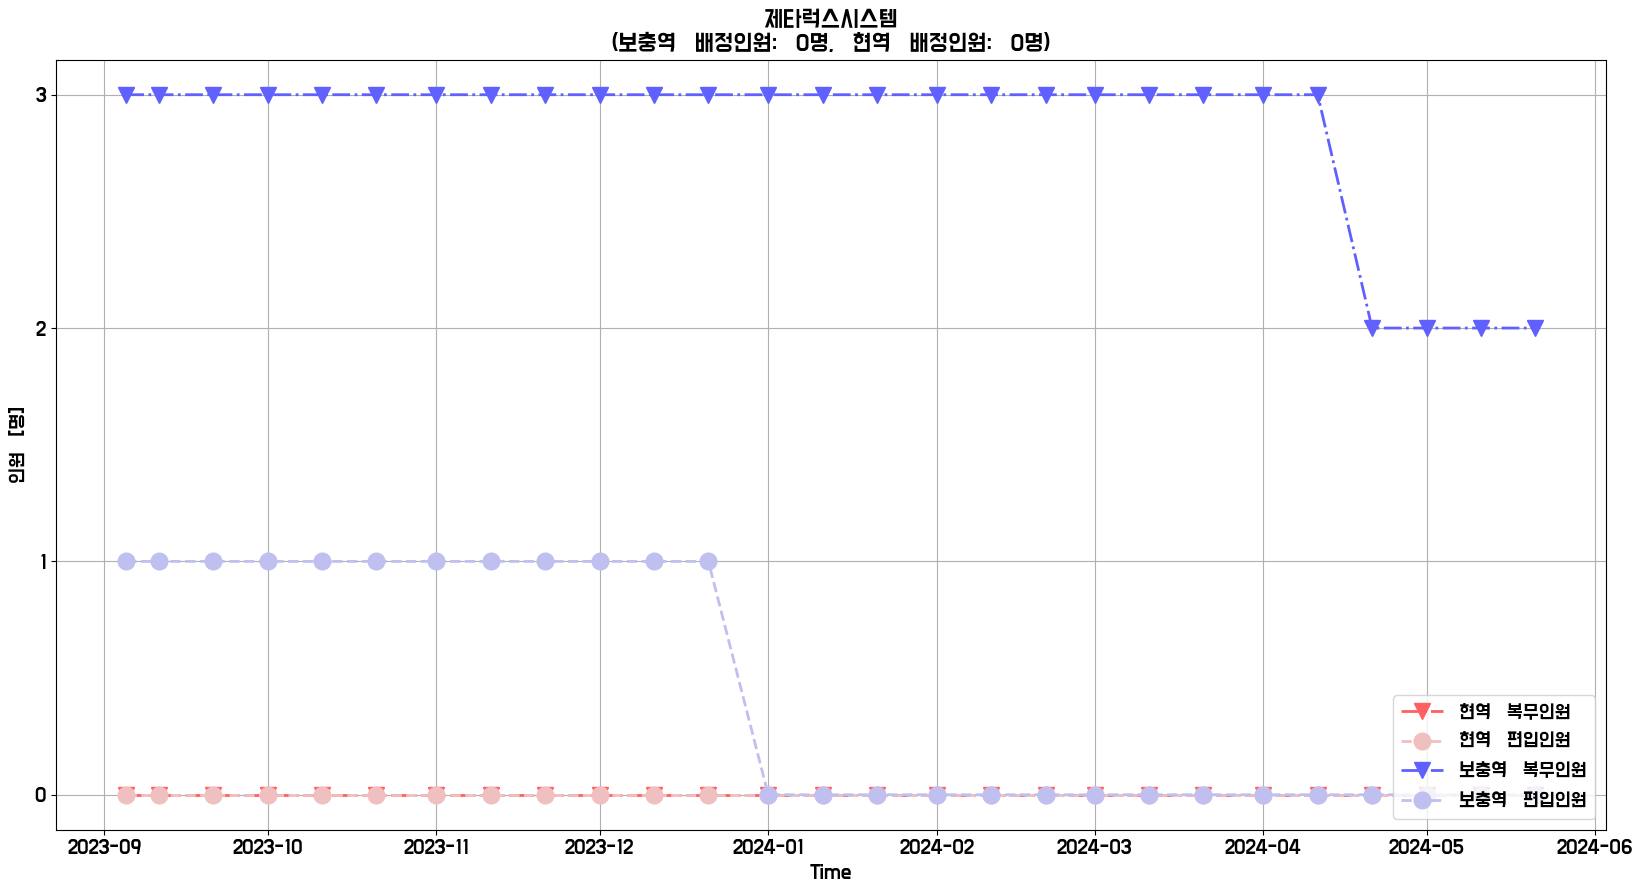 제타럭스시스템
(보충역 배정인원: 0명, 현역 배정인원: 0명)
3
2
1
0
인원 [명]
2023-09 2023-10 2023-11 2023-12 2024-01 2024-02 2024-03 2024-04 2024-05 2024-06
Time
현역 복무인원
현역 편입인원
보충역 복무인원
보충역 편입인원